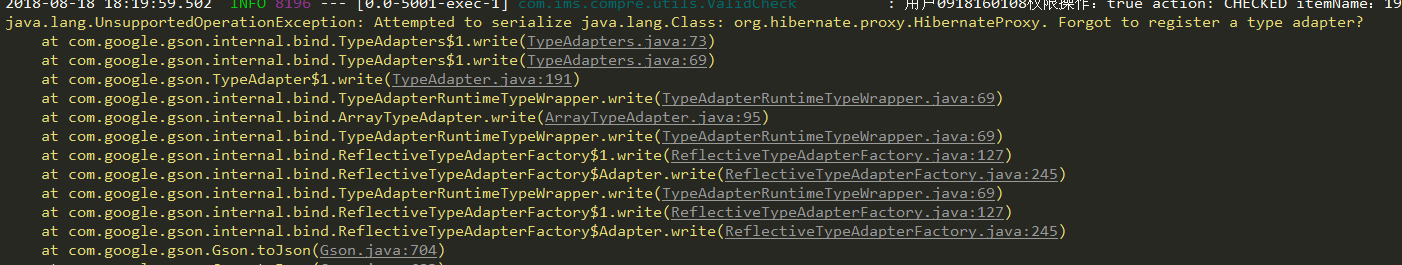 2018-08-18 18:19:59.502 INFO 8196 --- [0.0-5001-exec-1] com.ims.compre.utils.ValidCheck : 用户0918160108权限操作：true action: CHECKED itemName：19
java.lang.UnsupportedOperationException: Attempted to serialize java.lang.Class: org.hibernate.proxy.HibernateProxy. Forgot to register a type adapter?
at com.google.gson.internal.bind.TypeAdapters$1.write(TypeAdapters.java:73)
at com.google.gson.internal.bind.TypeAdapters$1.write(TypeAdapters.java:69)
at com.google.gson.TypeAdapter$1.write(TypeAdapter.java:191)
at com.google.gson.internal.bind.TypeAdapterRuntimeTypeWrapper.write(TypeAdapterRuntimeTypeWrapper.java:69)
at com.google.gson.internal.bind.ArrayTypeAdapter.write(ArrayTypeAdapter.java:95)
at com.google.gson.internal.bind.TypeAdapterRuntimeTypeWrapper.write(TypeAdapterRuntimeTypeWrapper.java:69)
at com.google.gson.internal.bind.ReflectiveTypeAdapterFactory$1.write(ReflectiveTypeAdapterFactory.java:127)
at com.google.gson.internal.bind.ReflectiveTypeAdapterFactory$Adapter.write(ReflectiveTypeAdapterFactory.java:245)
at com.google.gson.internal.bind.TypeAdapterRuntimeTypeWrapper.write(TypeAdapterRuntimeTypeWrapper.java:69)
at com.google.gson.internal.bind.ReflectiveTypeAdapterFactory$1.write(ReflectiveTypeAdapterFactory.java:127)
at com.google.gson.internal.bind.ReflectiveTypeAdapterFactory$Adapter.write(ReflectiveTypeAdapterFactory.java:245)
at com.google.gson.Gson.toJson(Gson.java:704)